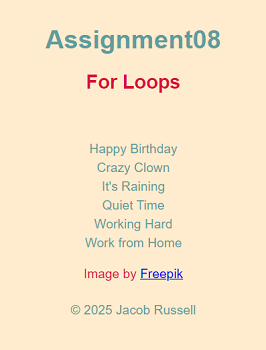 Assignment08
For Loops
Happy Birthday
Crazy Clown
It's Raining
Quiet Time
Working Hard
Work from Home
Image by Freepik
© 2025 Jacob Russell